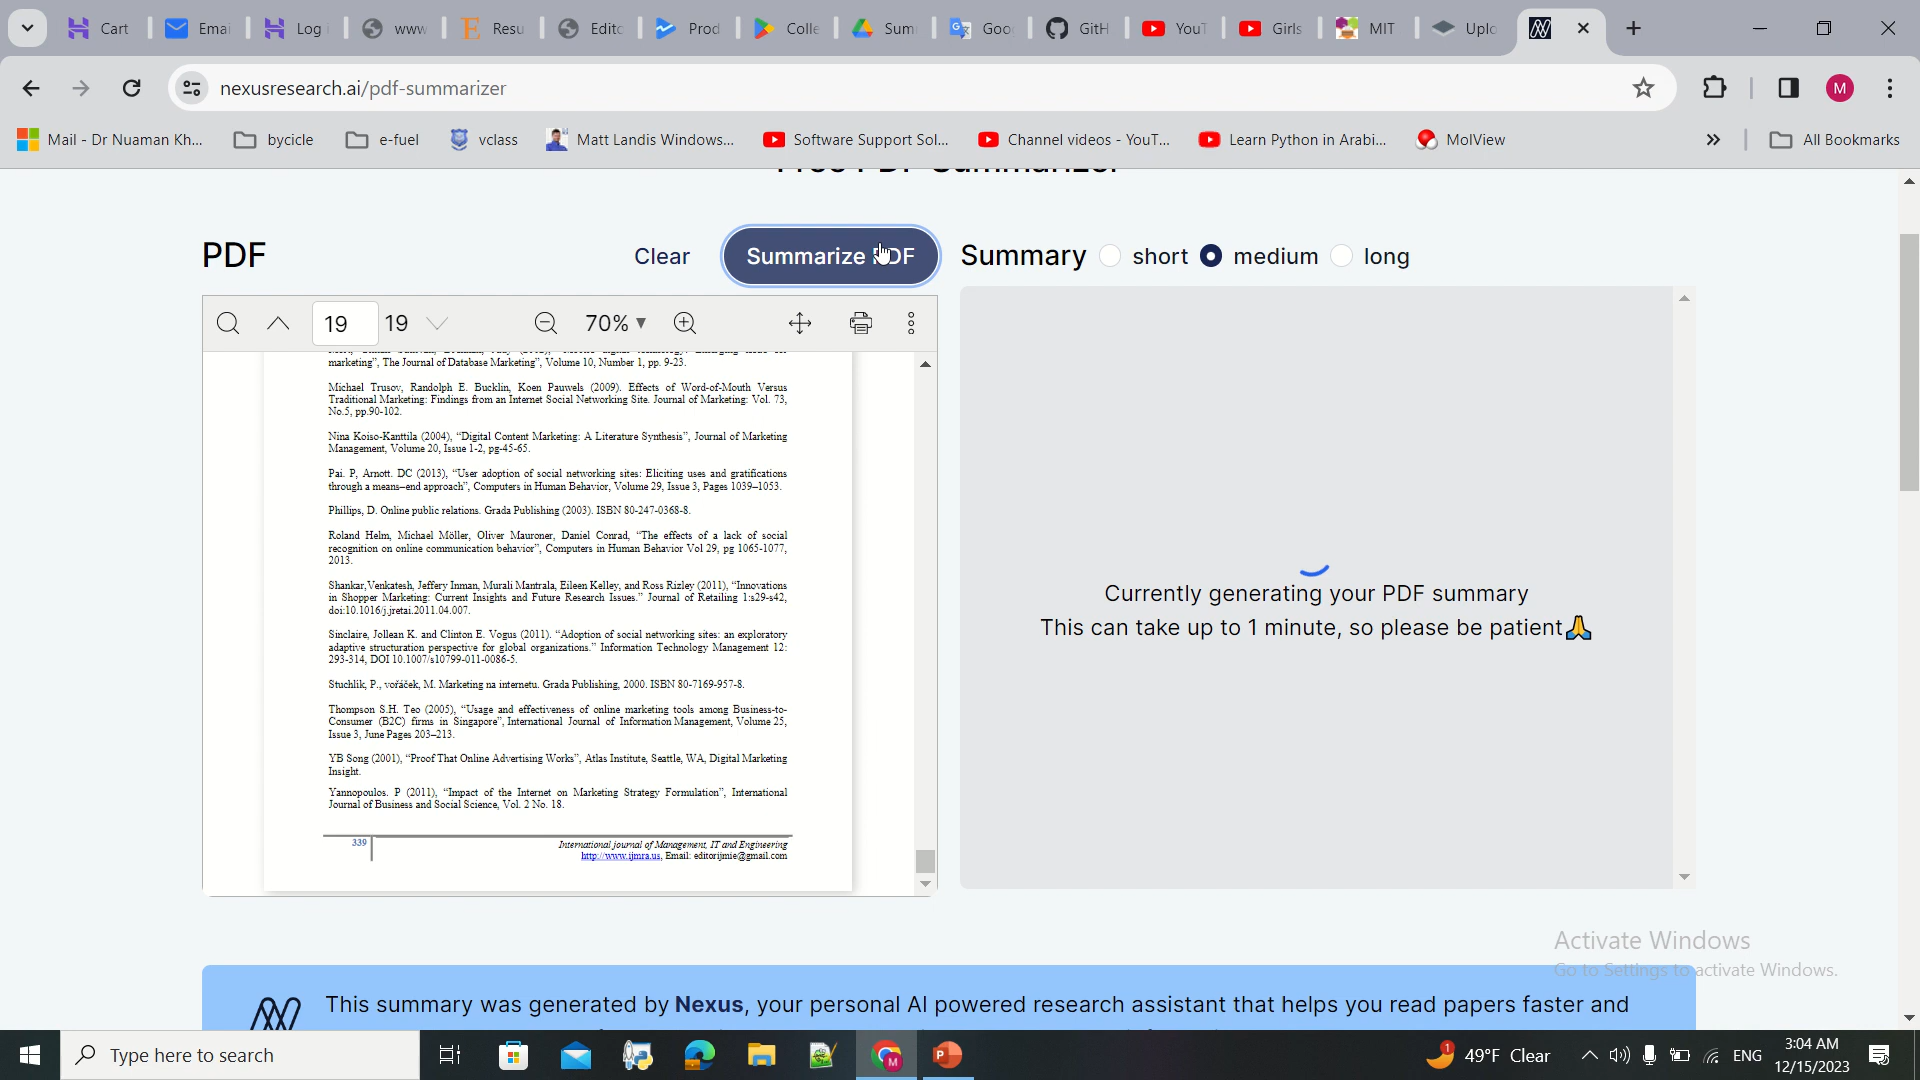 Cart
Emai
Log
www
Resu
Edito
Prod
Colle
Sum
Goo
GitH
YouT
Girls
MIT
Uplo
nexusresearch.ai/pdf-summarizer
M
Mail - Dr Nuaman Kh...
bycicle
e-fuel
vclass
Matt Landis Windows...
Software Support Sol...
Channel videos - YouT...
Learn Python in Arabi...
MolView
All Bookmarks
PDF
Clear
Summarize PDF
Summary
short
medium
long
19 19
70%
marketing”, The Journal of Database Marketing”, Volume 10, Number 1, pp. 9-23.
Michael Trusov, Randolph E. Bucklin, Koen Pauwels (2009). Effects of Word-of-Mouth Versus
Traditional Marketing: Findings from an Internet Social Networking Site. Journal of Marketing: Vol. 73,
No.5, pp.90-102.
Nina Koiso-Kanttila (2004), “Digital Content Marketing: A Literature Synthesis”, Journal of Marketing
Management, Volume 20, Issue 1-2, pg-45-65.
Pai. P, Arnott. DC (2013), “User adoption of social networking sites: Eliciting uses and gratifications
through a means–end approach”, Computers in Human Behavior, Volume 29, Issue 3, Pages 1039–1053.
Phillips, D. Online public relations. Grada Publishing (2003). ISBN 80-247-0368-8.
Roland Helm, Michael Möller, Oliver Mauroner, Daniel Conrad, “The effects of a lack of social
recognition on online communication behavior”, Computers in Human Behavior Vol 29, pg 1065-1077,
2013.
Shankar,Venkatesh, Jeffery Inman, Murali Mantrala, Eileen Kelley, and Ross Rizley (2011), “Innovations
in Shopper Marketing: Current Insights and Future Research Issues.” Journal of Retailing 1:s29-s42,
doi:10.1016/j.jretai.2011.04.007.
Sinclaire, Jollean K. and Clinton E. Vogus (2011). “Adoption of social networking sites: an exploratory
adaptive structuration perspective for global organizations.” Information Technology Management 12:
293-314, DOI 10.1007/s10799-011-0086-5.
Stuchlík, P., vořáček, M. Marketing na internetu. Grada Publishing, 2000. ISBN 80-7169-957-8.
Thompson S.H. Teo (2005), “Usage and effectiveness of online marketing tools among Business-to-
Consumer (B2C) firms in Singapore”, International Journal of Information Management, Volume 25,
Issue 3, June Pages 203–213.
YB Song (2001), “Proof That Online Advertising Works”, Atlas Institute, Seattle, WA, Digital Marketing
Insight.
Yannopoulos. P (2011), “Impact of the Internet on Marketing Strategy Formulation”, International
Journal of Business and Social Science, Vol. 2 No. 18.
339
International journal of Management, IT and Engineering
http://www.ijmra.us, Email: editorijmie@gmail.com
Currently generating your PDF summary
This can take up to 1 minute, so please be patient🙏
Activate Windows
Go to Settings to activate Windows.
This summary was generated by Nexus, your personal AI powered research assistant that helps you read papers faster and
Type here to search
1
49°F Clear
ENG
3:04 AM
12/15/2023